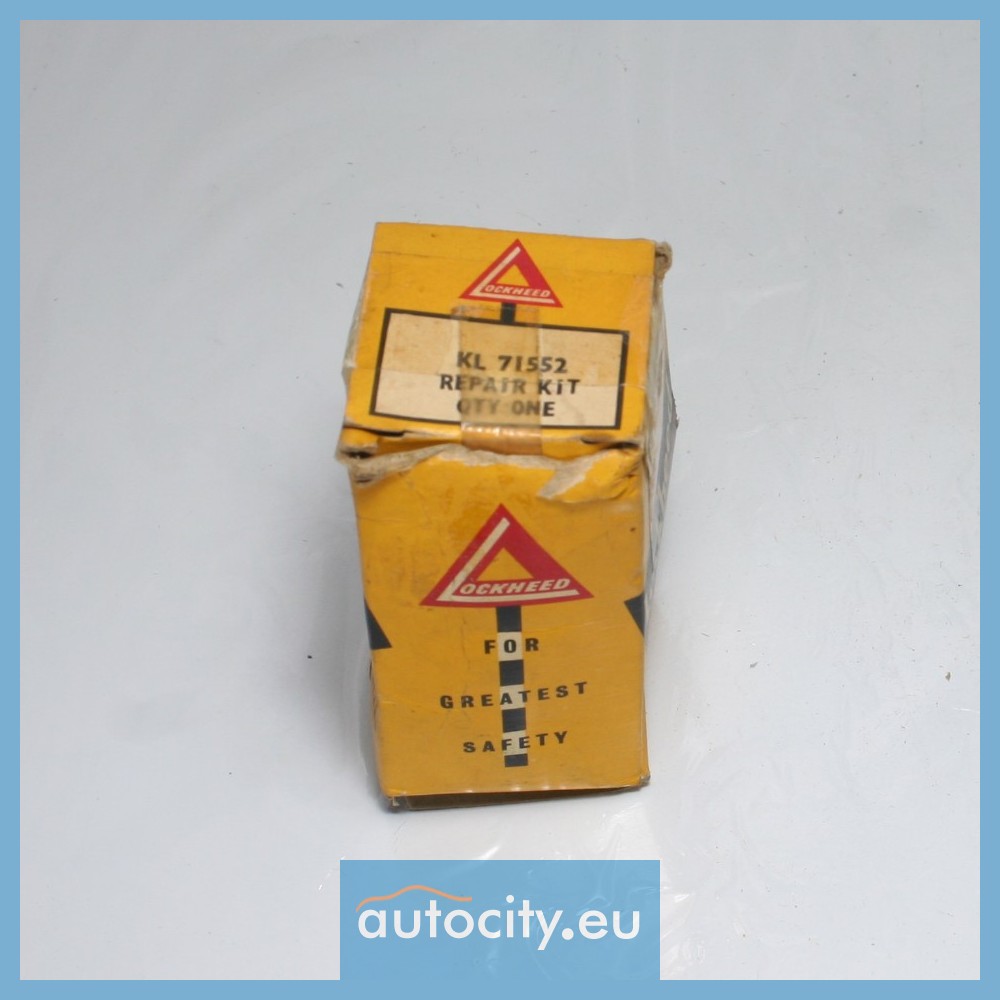 LOCKHEED
KL 71552
REPAIR KiT
QTY ONE
LOCKHEED
FOR
GREATEST
SAFETY
autocity.eu